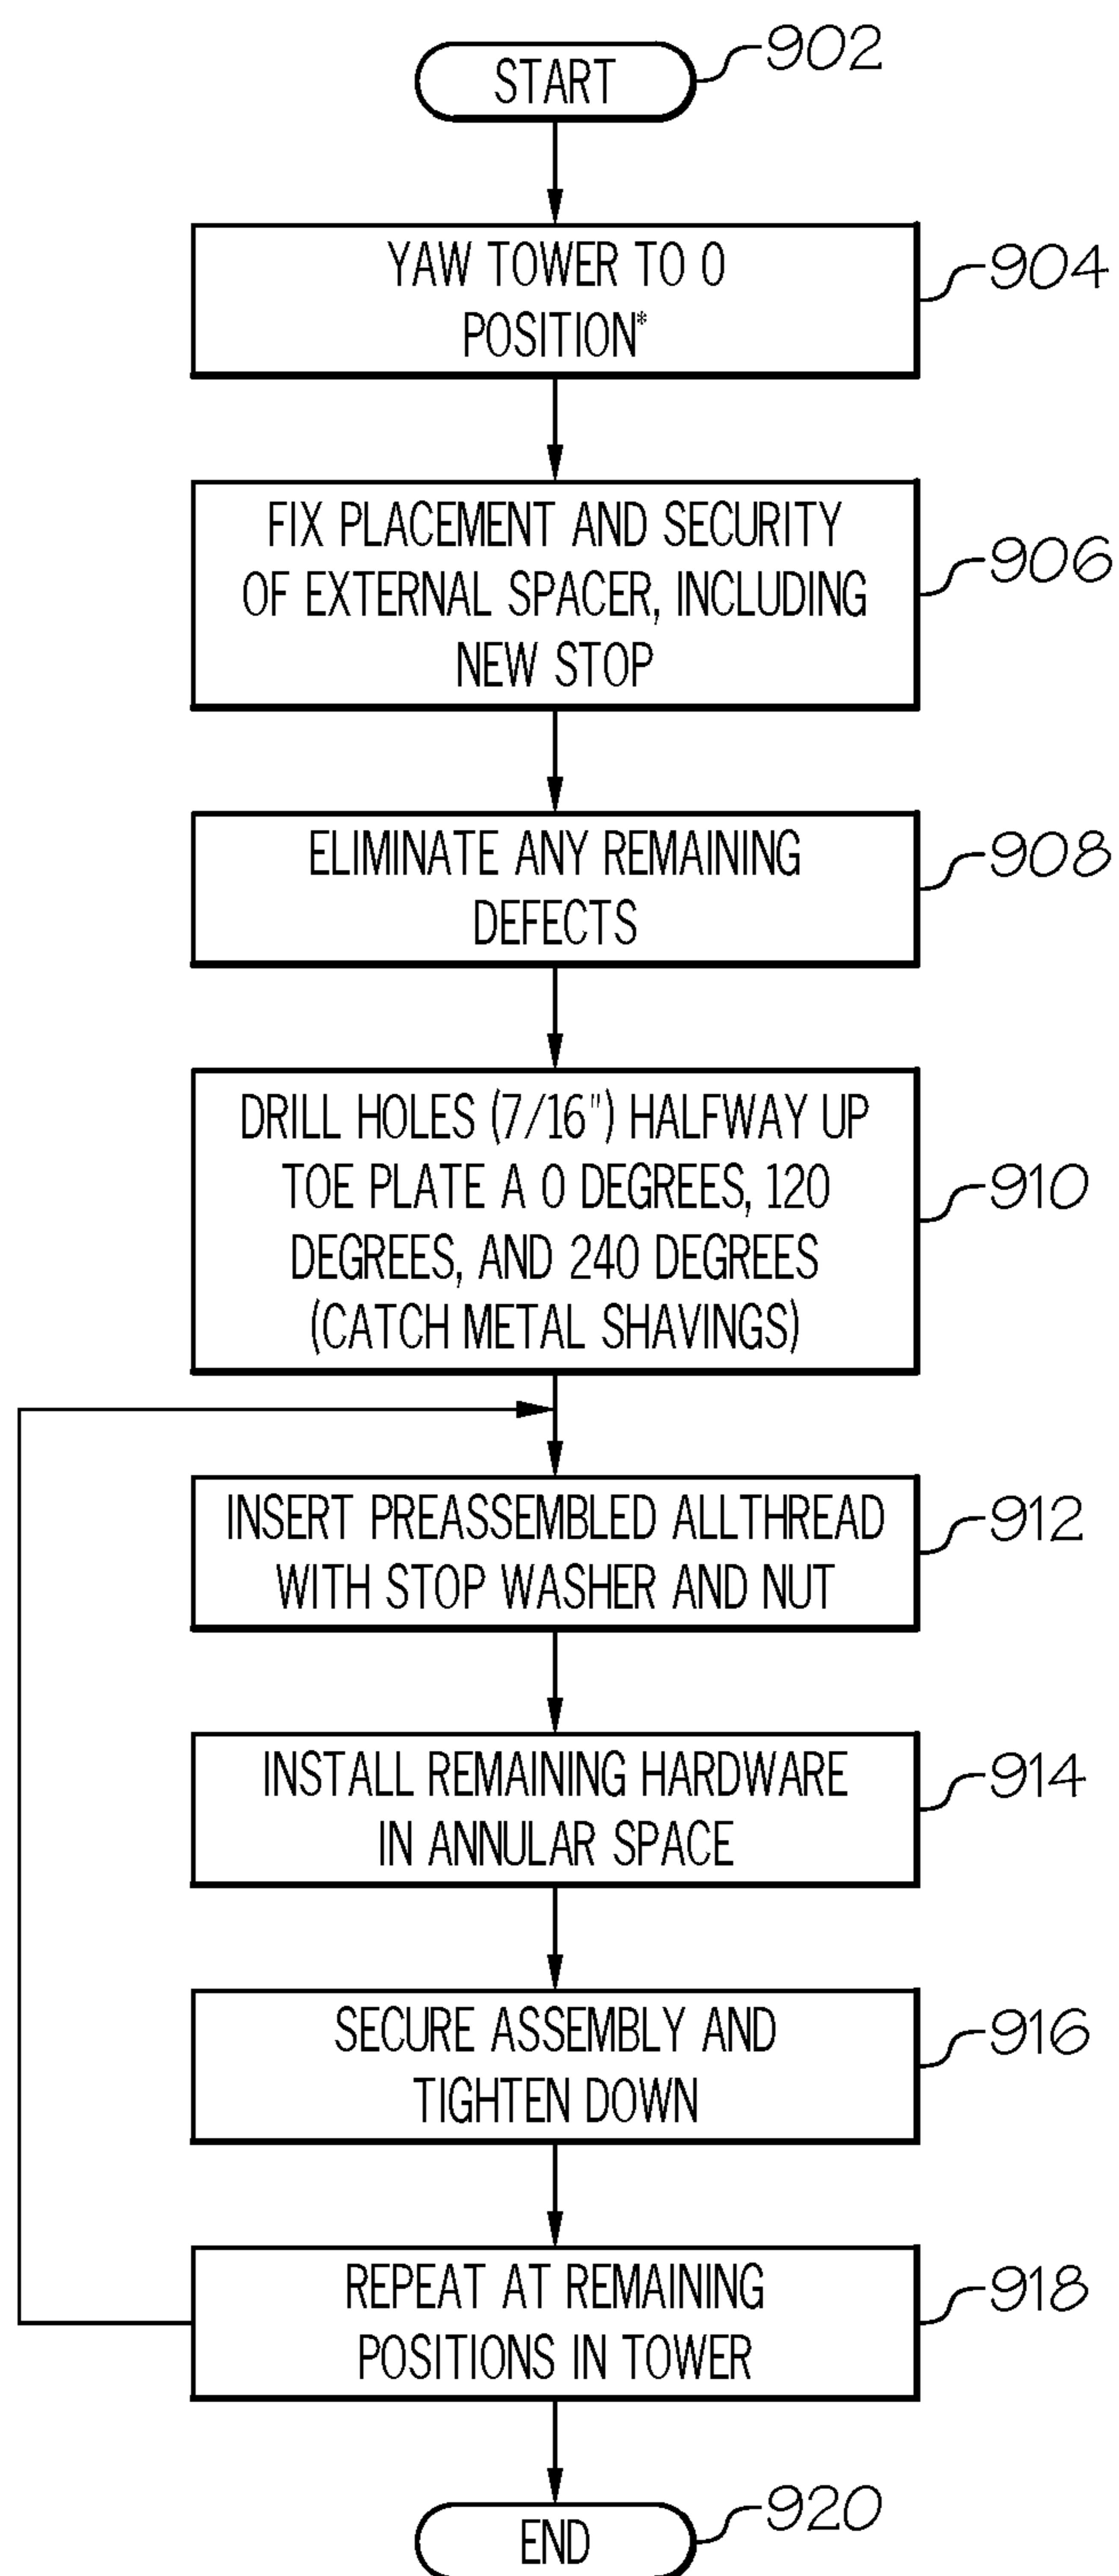 START
902
YAW TOWER TO 0
POSITION*
904
FIX PLACEMENT AND SECURITY
OF EXTERNAL SPACER, INCLUDING
NEW STOP
906
ELIMINATE ANY REMAINING
DEFECTS
908
DRILL HOLES (7/16") HALFWAY UP
TOE PLATE A 0 DEGREES, 120
DEGREES, AND 240 DEGREES
(CATCH METAL SHAVINGS)
910
INSERT PREASSEMBLED ALLTHREAD
WITH STOP WASHER AND NUT
912
INSTALL REMAINING HARDWARE
IN ANNULAR SPACE
914
SECURE ASSEMBLY AND
TIGHTEN DOWN
916
REPEAT AT REMAINING
POSITIONS IN TOWER
918
END
920